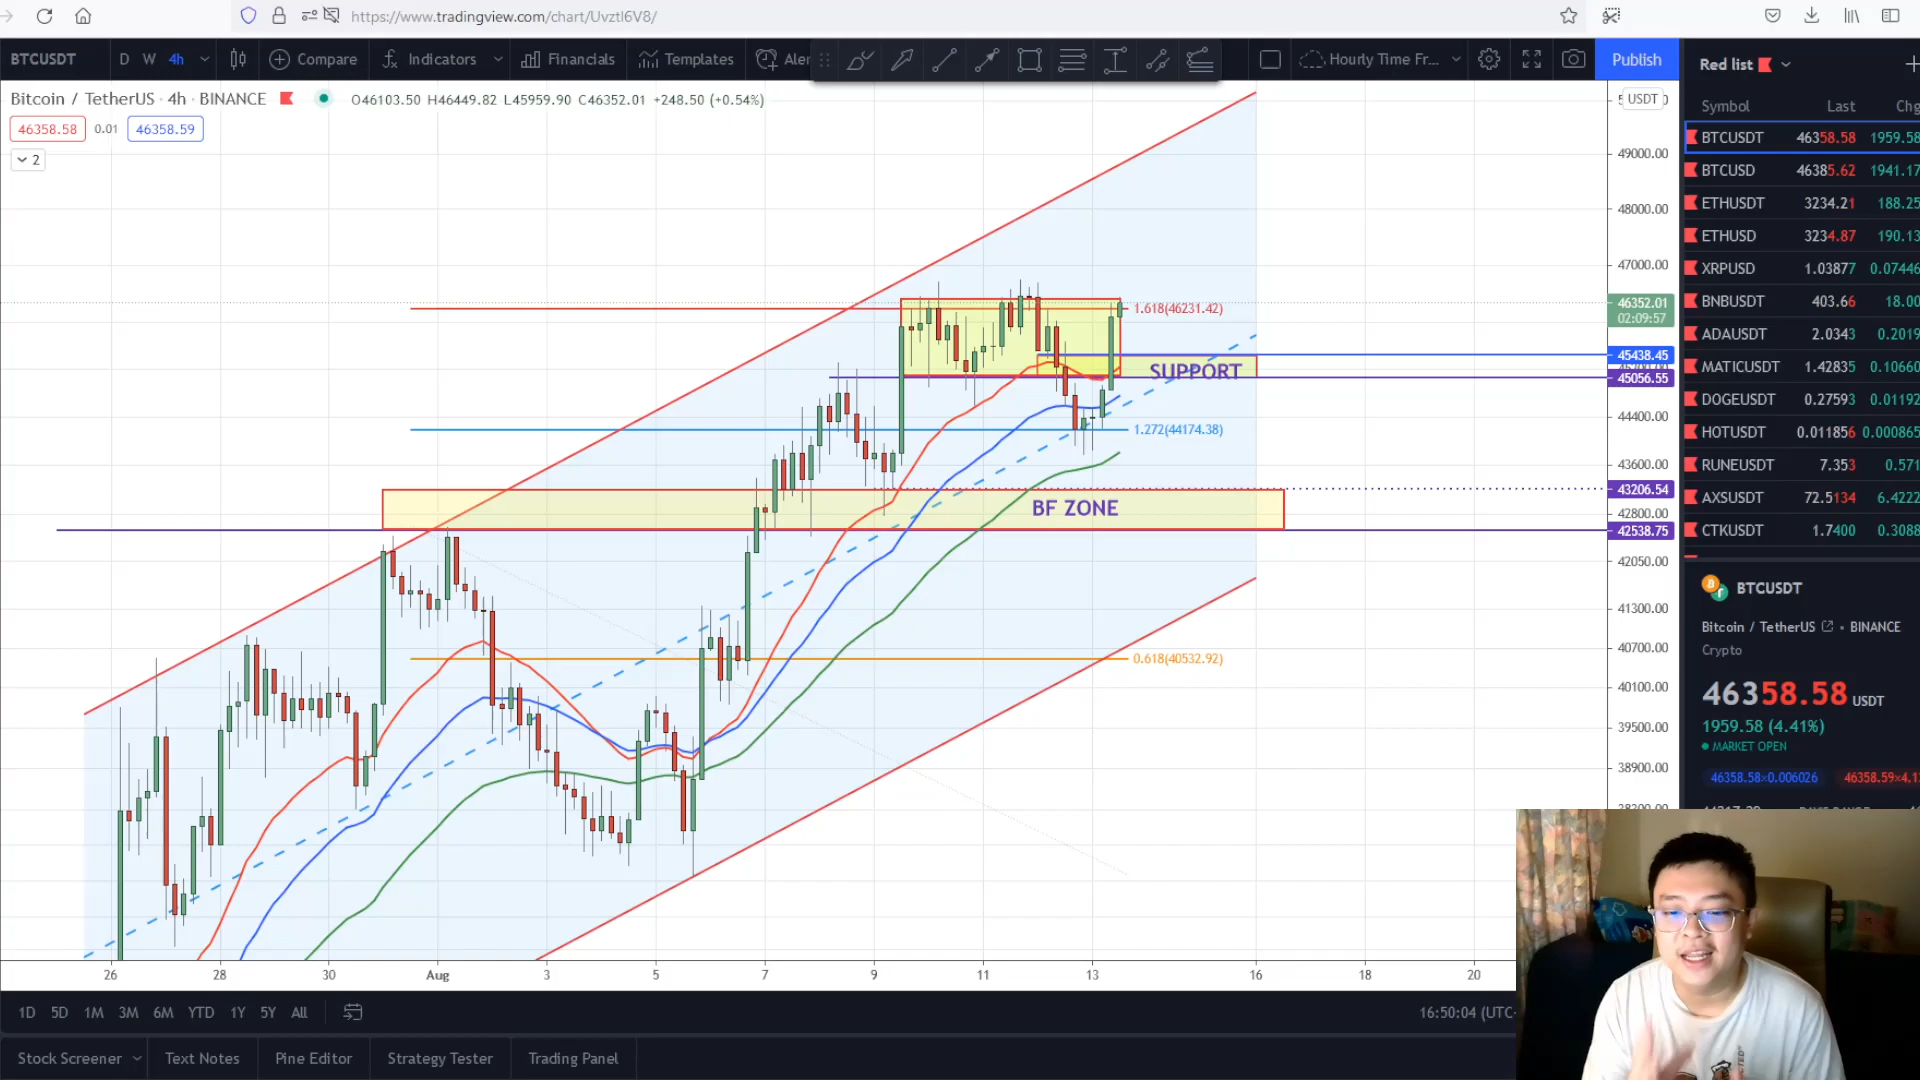 https://www.tradingview.com/chart/Uvztl6V8/
BTCUSDT D W 4h Compare Indicators Financials Templates Hourly Time Fr... Publish
Bitcoin / TetherUS · 4h · BINANCE O46103.50 H46449.82 L45959.90 C46352.01 +248.50 (+0.54%)
46358.58 0.01 46358.59
2
USDT
49000.00
48000.00
47000.00
46352.01
02:09:57
45438.45
45056.55
44400.00
43600.00
43206.54
42800.00
42538.75
42050.00
41300.00
40700.00
40100.00
39500.00
38900.00
1.618(46231.42)
SUPPORT
1.272(44174.38)
BF ZONE
0.618(40532.92)
26 28 30 Aug 3 5 7 9 11 13 16 18 20
1D 5D 1M 3M 6M YTD 1Y 5Y All
16:50:04 (UTC
Stock Screener Text Notes Pine Editor Strategy Tester Trading Panel
Red list
Symbol Last Chg
BTCUSDT 46358.58 1959.58
BTCUSD 46385.62 1941.17
ETHUSDT 3234.21 188.25
ETHUSD 3234.87 190.13
XRPUSD 1.03877 0.07446
BNBUSDT 403.66 18.00
ADAUSDT 2.0343 0.2019
MATICUSDT 1.42835 0.10660
DOGEUSDT 0.27593 0.01192
HOTUSDT 0.011856 0.000865
RUNEUSDT 7.353 0.571
AXSUSDT 72.5134 6.4222
CTKUSDT 1.7400 0.3088
BTCUSDT
Bitcoin / TetherUS • BINANCE
Crypto
46358.58 USDT
1959.58 (4.41%)
MARKET OPEN
46358.58×0.006026 46358.59×4.1